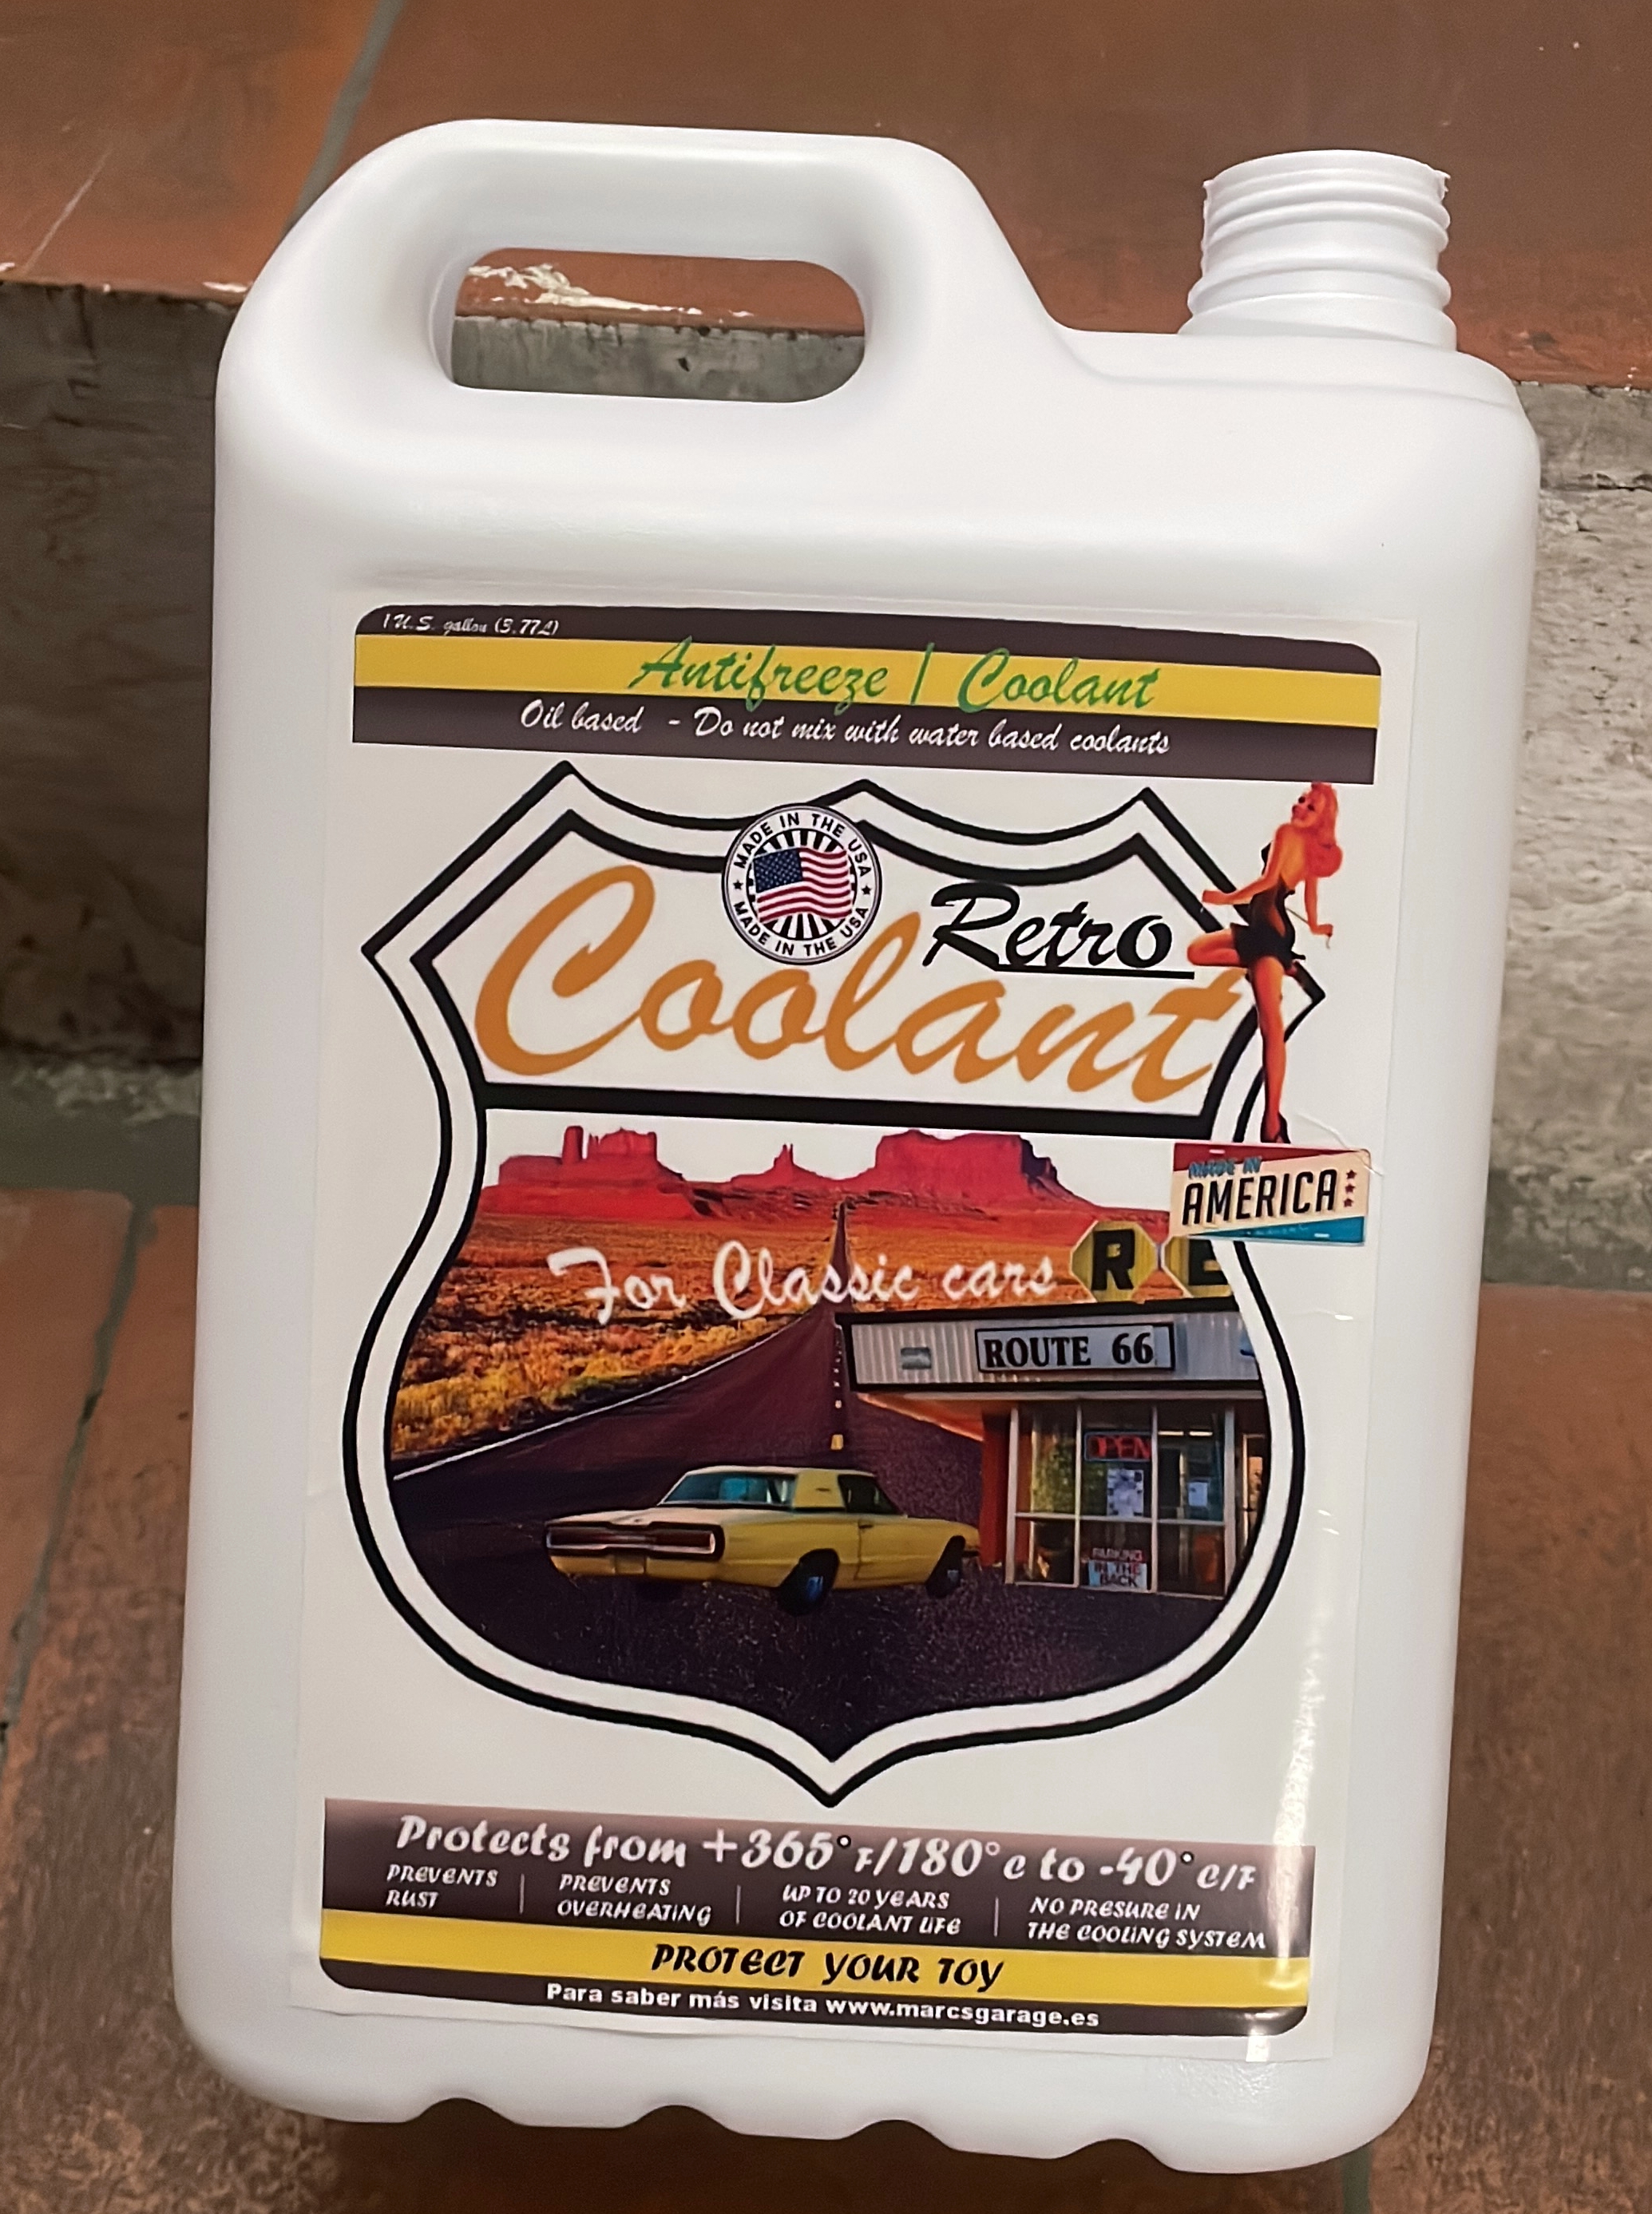 1 U.S. gallon (3.77L)
Antifreeze | Coolant
Oil based - Do not mix with water based coolants
MADE IN THE USA
MADE IN THE USA
Retro
Coolant
MADE IN
AMERICA
For Classic cars
R E
ROUTE 66
OPEN
PARKING
IN THE
BACK
Protects from +365°F/180°c to -40°c/F
PREVENTS
RUST
PREVENTS
OVERHEATING
UP TO 20 YEARS
OF COOLANT LIFE
NO PRESURE IN
THE COOLING SYSTEM
PROTECT YOUR TOY
Para saber más visita www.marcsgarage.es